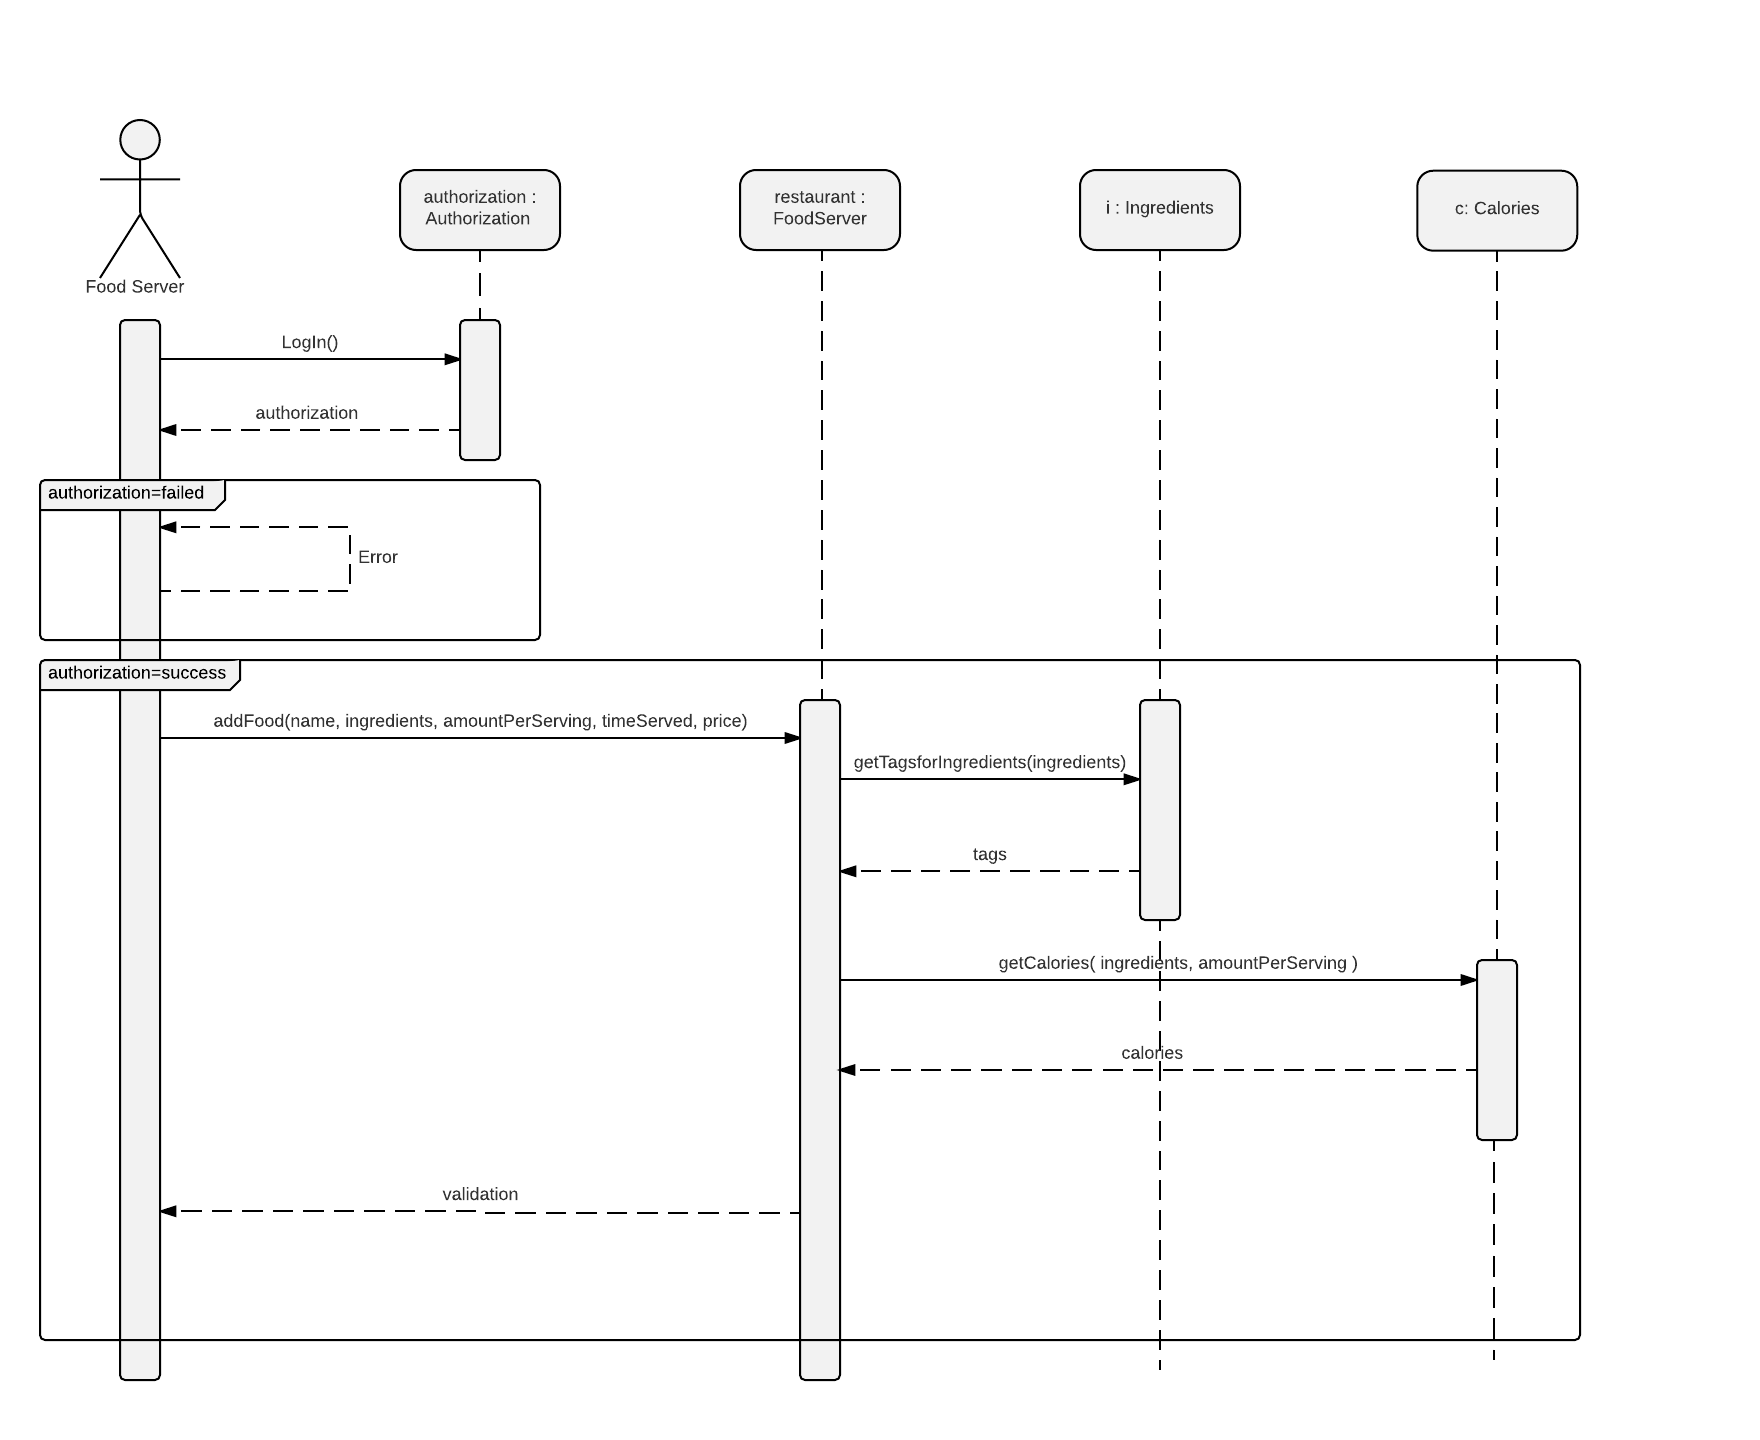 Food Server
authorization :
Authorization
restaurant :
FoodServer
i : Ingredients
c: Calories
LogIn()
authorization
authorization=failed
Error
authorization=success
addFood(name, ingredients, amountPerServing, timeServed, price)
getTagsforIngredients(ingredients)
tags
getCalories( ingredients, amountPerServing )
calories
validation